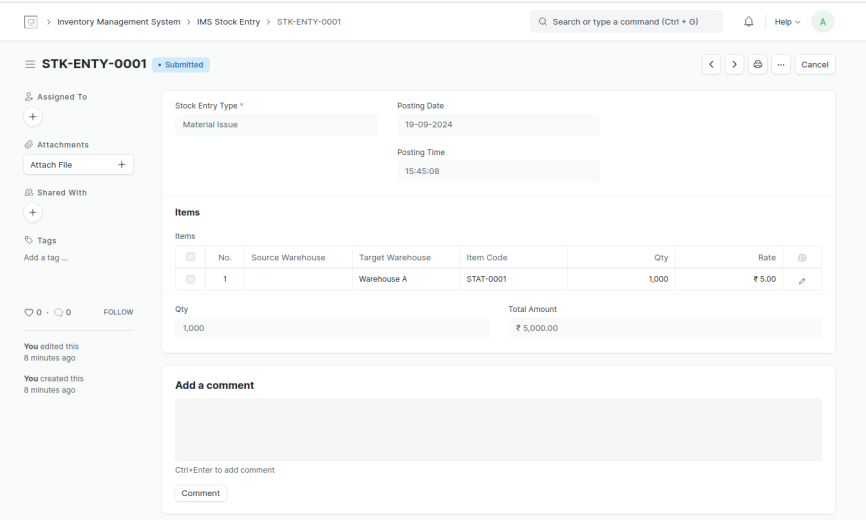 > Inventory Management System > IMS Stock Entry > STK-ENTY-0001
Search or type a command (Ctrl + G)
Help
A
STK-ENTY-0001
• Submitted
...
Cancel
Assigned To
+
Attachments
Attach File +
Shared With
+
Tags
Add a tag ...
0 · 0 FOLLOW
You edited this
8 minutes ago
You created this
8 minutes ago
Stock Entry Type *
Material Issue
Posting Date
19-09-2024
Posting Time
15:45:08
Items
Items
No. Source Warehouse Target Warehouse Item Code Qty Rate
1 Warehouse A STAT-0001 1,000 ₹ 5.00
Qty
1,000
Total Amount
₹ 5,000.00
Add a comment
Ctrl+Enter to add comment
Comment